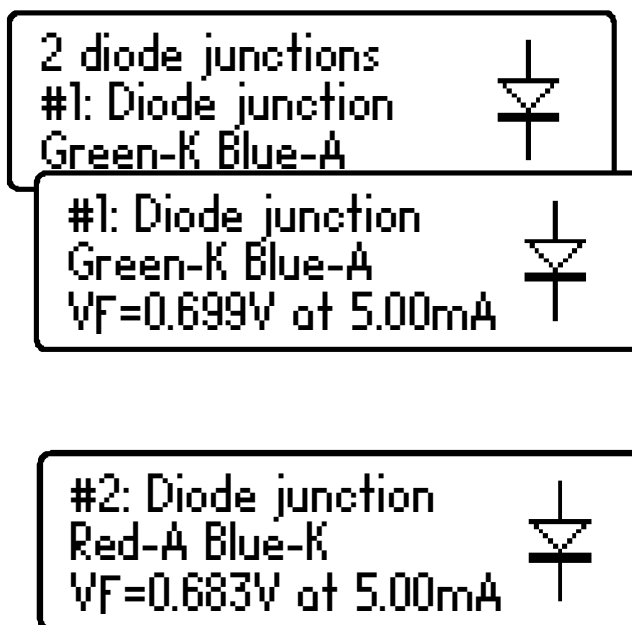 2 diode junctions
#1: Diode junction
Green-K Blue-A
#1: Diode junction
Green-K Blue-A
VF=0.699V at 5.00mA
#2: Diode junction
Red-A Blue-K
VF=0.683V at 5.00mA